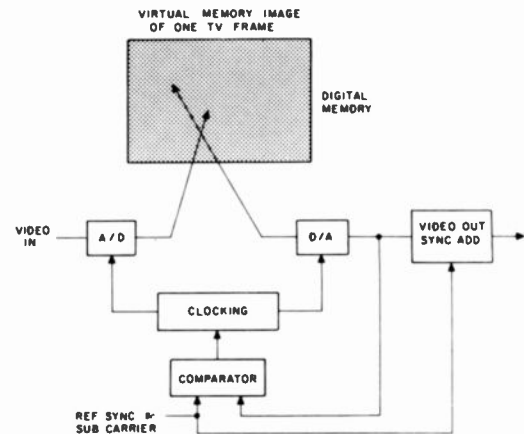 VIRTUAL MEMORY IMAGE
OF ONE TV FRAME
DIGITAL
MEMORY
VIDEO
IN
A/D
D/A
VIDEO OUT
SYNC ADD
CLOCKING
COMPARATOR
REF SYNC &
SUB CARRIER